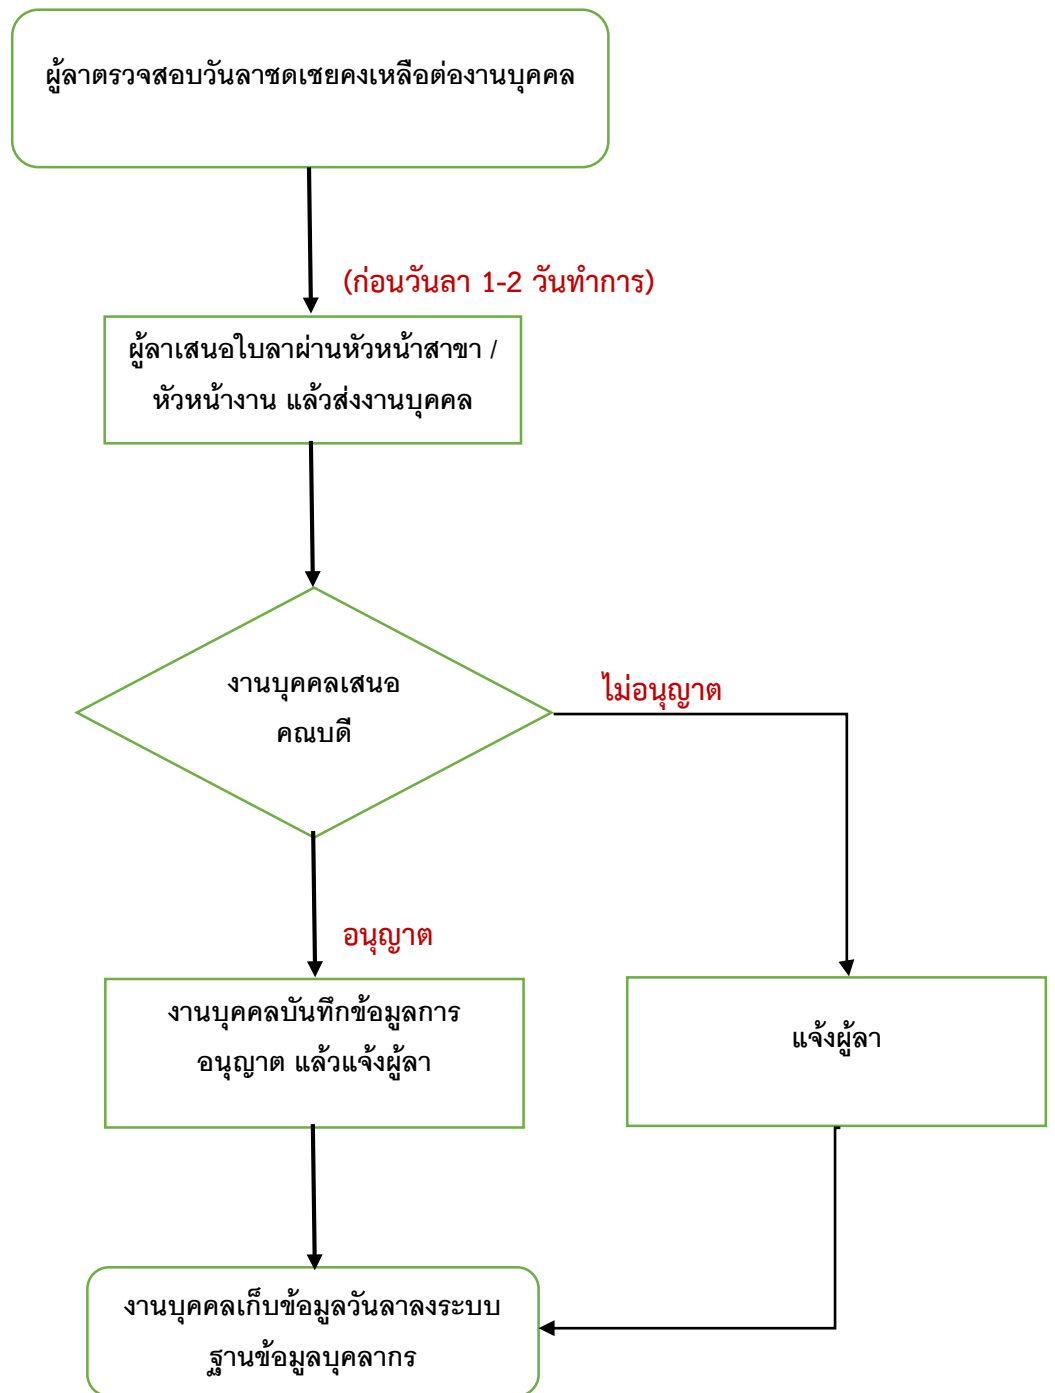 ผู้ลาตรวจสอบวันลาชดเชยคงเหลือต่องานบุคคล
(ก่อนวันลา 1-2 วันทำการ)
ผู้ลาเสนอใบลาผ่านหัวหน้าสาขา /
หัวหน้างาน แล้วส่งงานบุคคล
งานบุคคลเสนอ
คณบดี
ไม่อนุญาต
อนุญาต
งานบุคคลบันทึกข้อมูลการ
อนุญาต แล้วแจ้งผู้ลา
แจ้งผู้ลา
งานบุคคลเก็บข้อมูลวันลาลงระบบ
ฐานข้อมูลบุคลากร